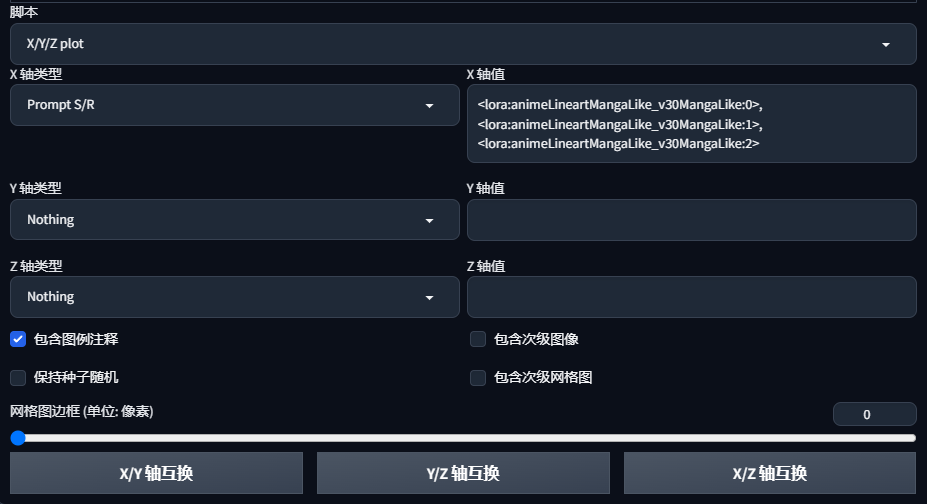 脚本
X/Y/Z plot
X 轴类型
X 轴值
Prompt S/R
<lora:animeLineartMangaLike_v30MangaLike:0>,
<lora:animeLineartMangaLike_v30MangaLike:1>,
<lora:animeLineartMangaLike_v30MangaLike:2>
Y 轴类型
Y 轴值
Nothing
Z 轴类型
Z 轴值
Nothing
包含图例注释
包含次级图像
保持种子随机
包含次级网格图
网格图边框 (单位: 像素)
0
X/Y 轴互换
Y/Z 轴互换
X/Z 轴互换